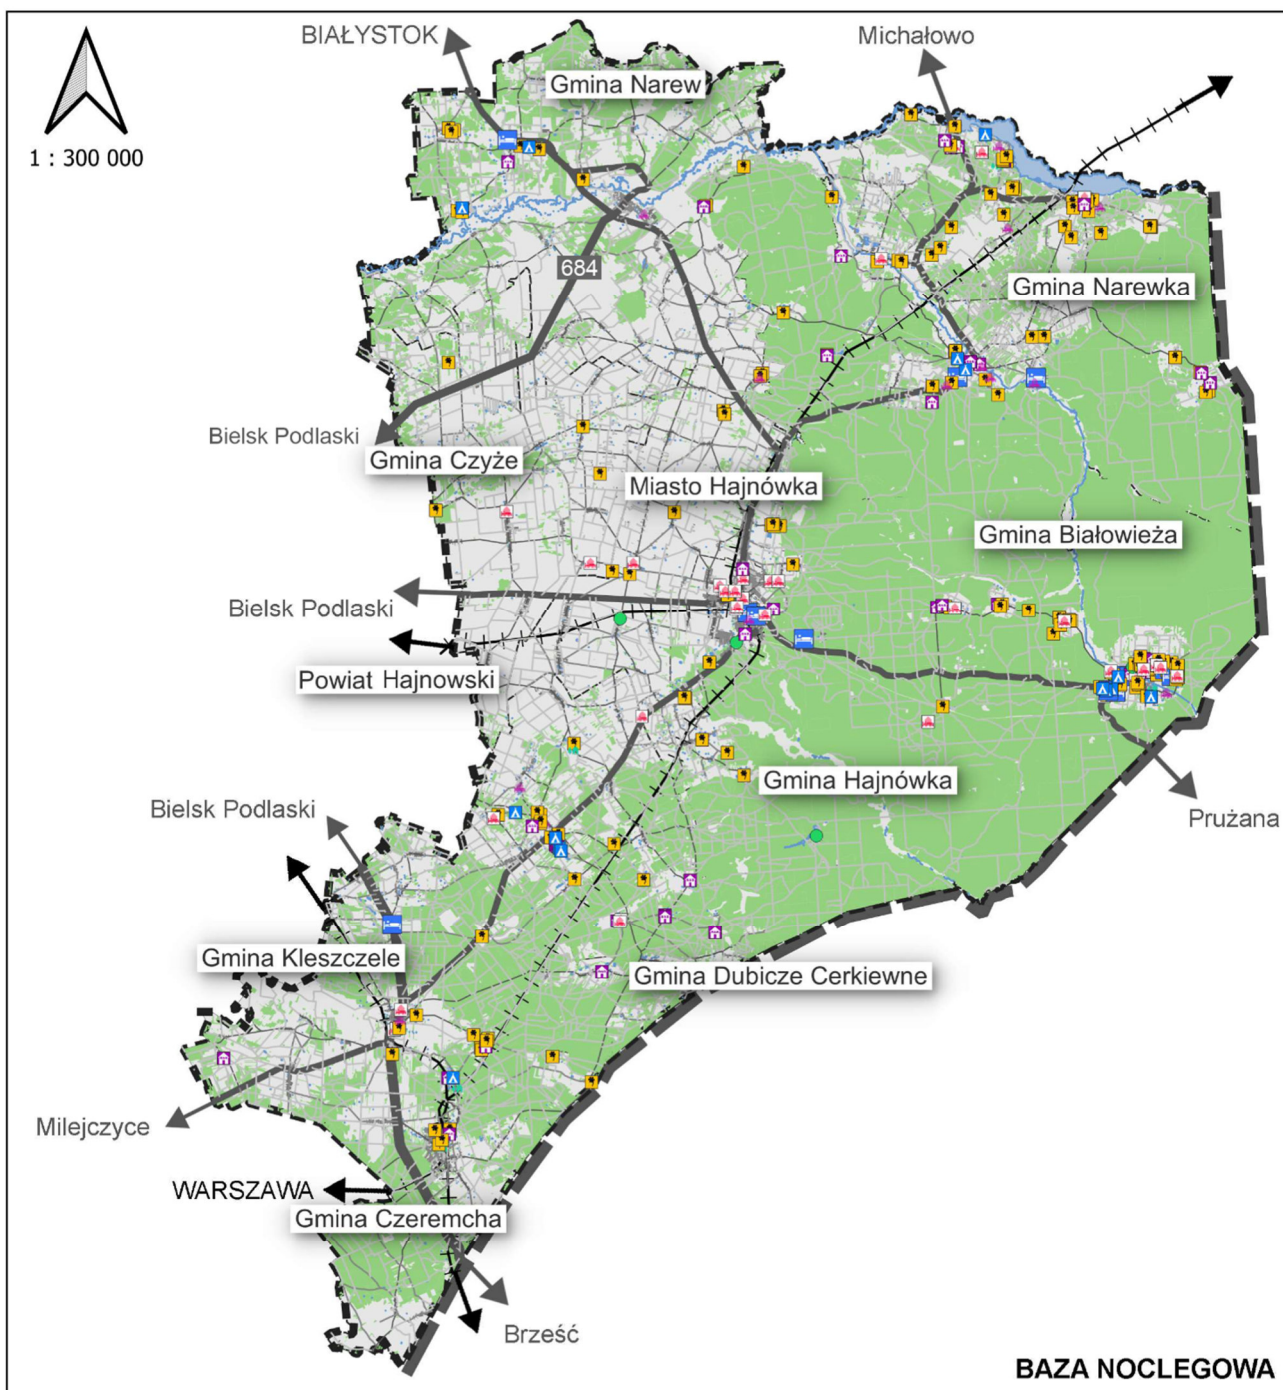 BIAŁYSTOK
Michałowo
Gmina Narew
1 : 300 000
684
Gmina Narewka
Bielsk Podlaski
Gmina Czyże
Miasto Hajnówka
Gmina Białowieża
Bielsk Podlaski
Powiat Hajnowski
Gmina Hajnówka
Bielsk Podlaski
Prużana
Gmina Kleszczele
Gmina Dubicze Cerkiewne
Milejczyce
WARSZAWA
Gmina Czeremcha
Brześć
BAZA NOCLEGOWA